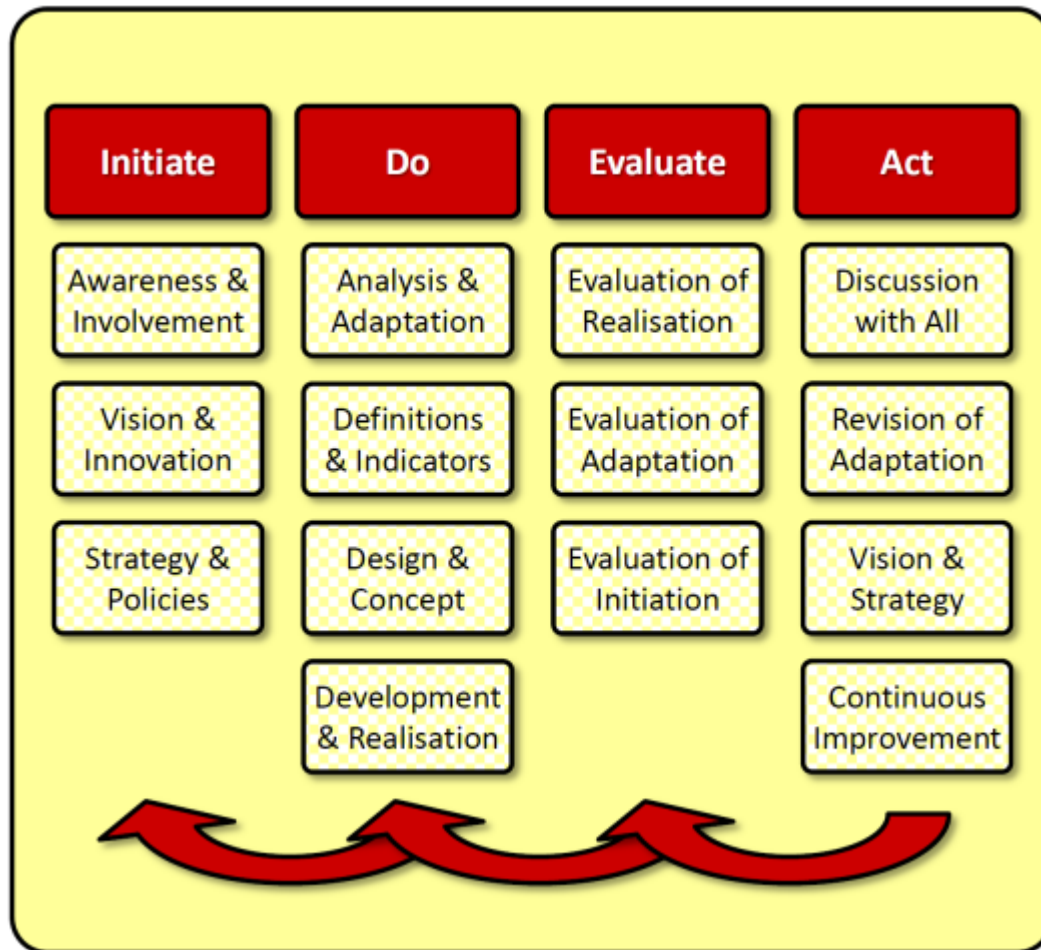 Initiate
Do
Evaluate
Act
Awareness &
Involvement
Analysis &
Adaptation
Evaluation of
Realisation
Discussion
with All
Vision &
Innovation
Definitions
& Indicators
Evaluation of
Adaptation
Revision of
Adaptation
Strategy &
Policies
Design &
Concept
Evaluation of
Initiation
Vision &
Strategy
Development
& Realisation
Continuous
Improvement